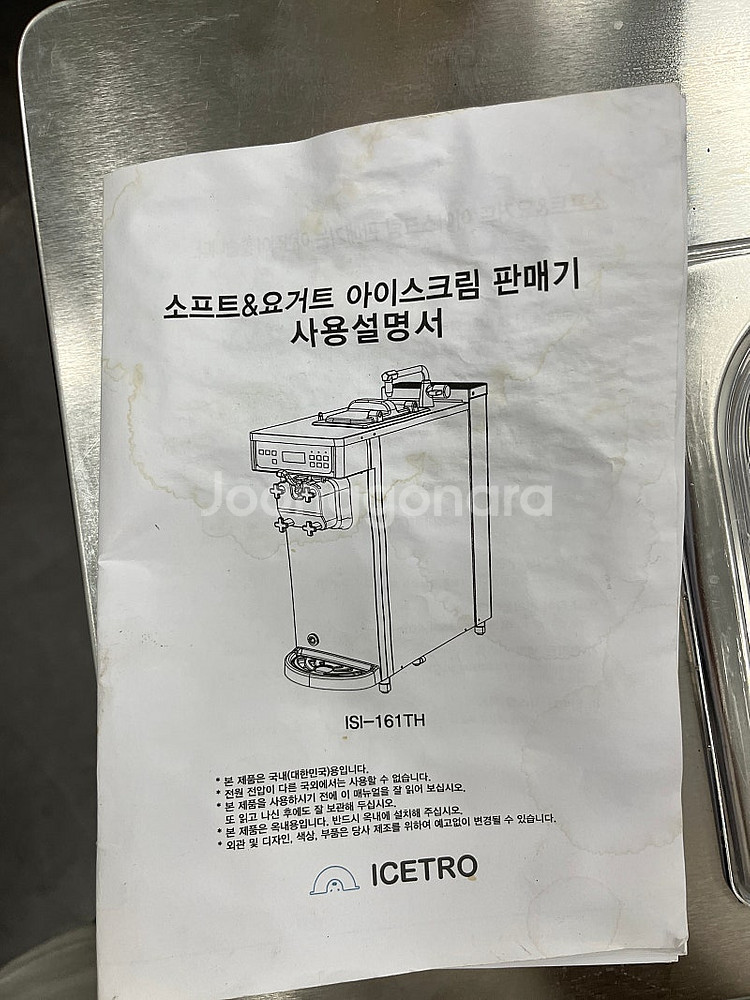 소프트&요거트 아이스크림 판매기
사용설명서
Joonggonara
ISI-161TH
* 본 제품은 국내(대한민국)용입니다.
* 전원 전압이 다른 국외에서는 사용할 수 없습니다.
* 본 제품을 사용하시기 전에 이 매뉴얼을 잘 읽어 보십시오.
또 읽고 나신 후에도 잘 보관해 두십시오.
* 본 제품은 옥내용입니다. 반드시 옥내에 설치해 주십시오.
* 외관 및 디자인, 색상, 부품은 당사 제조를 위하여 예고없이 변경될 수 있습니다.
ICETRO